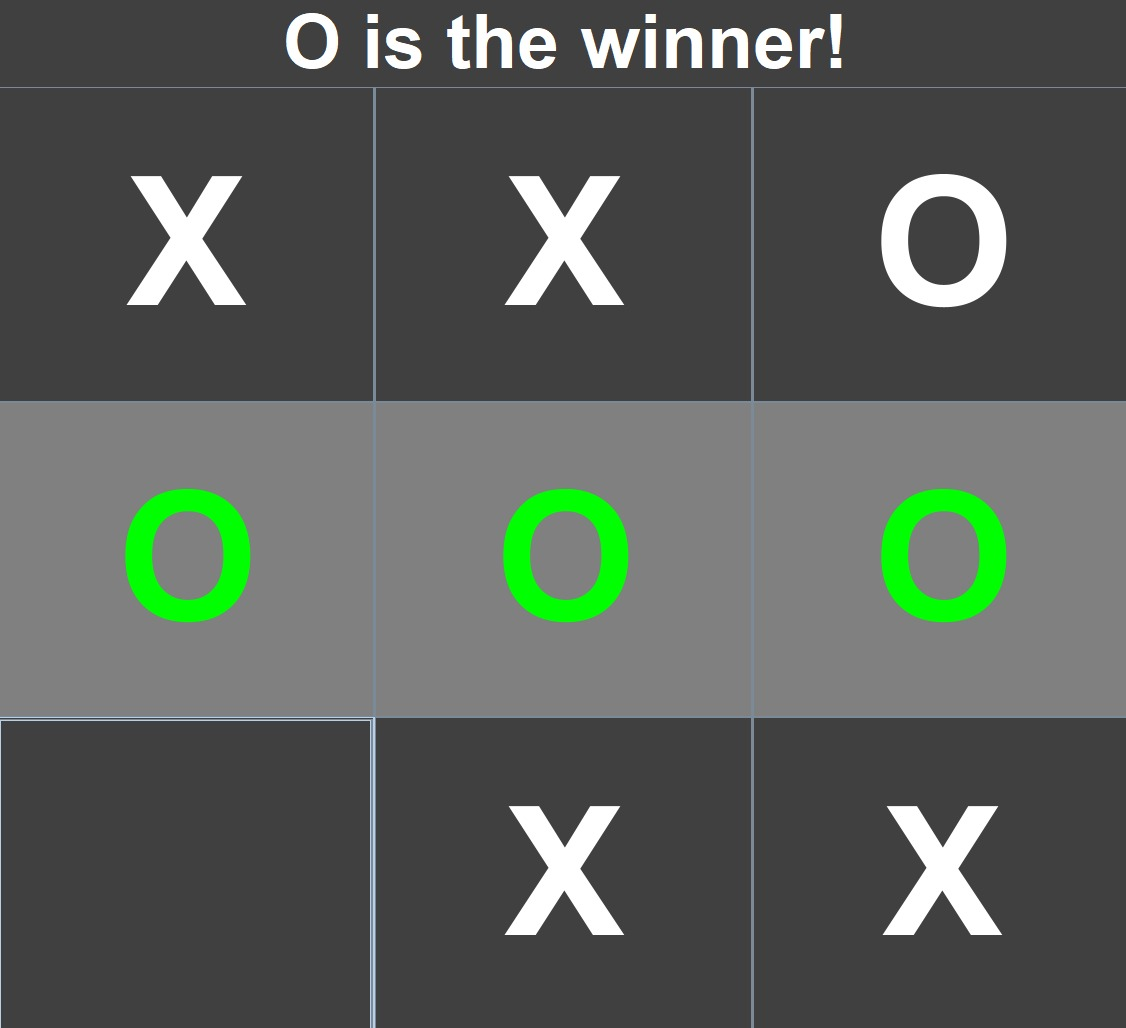 O is the winner!
X X O
O O O
X X